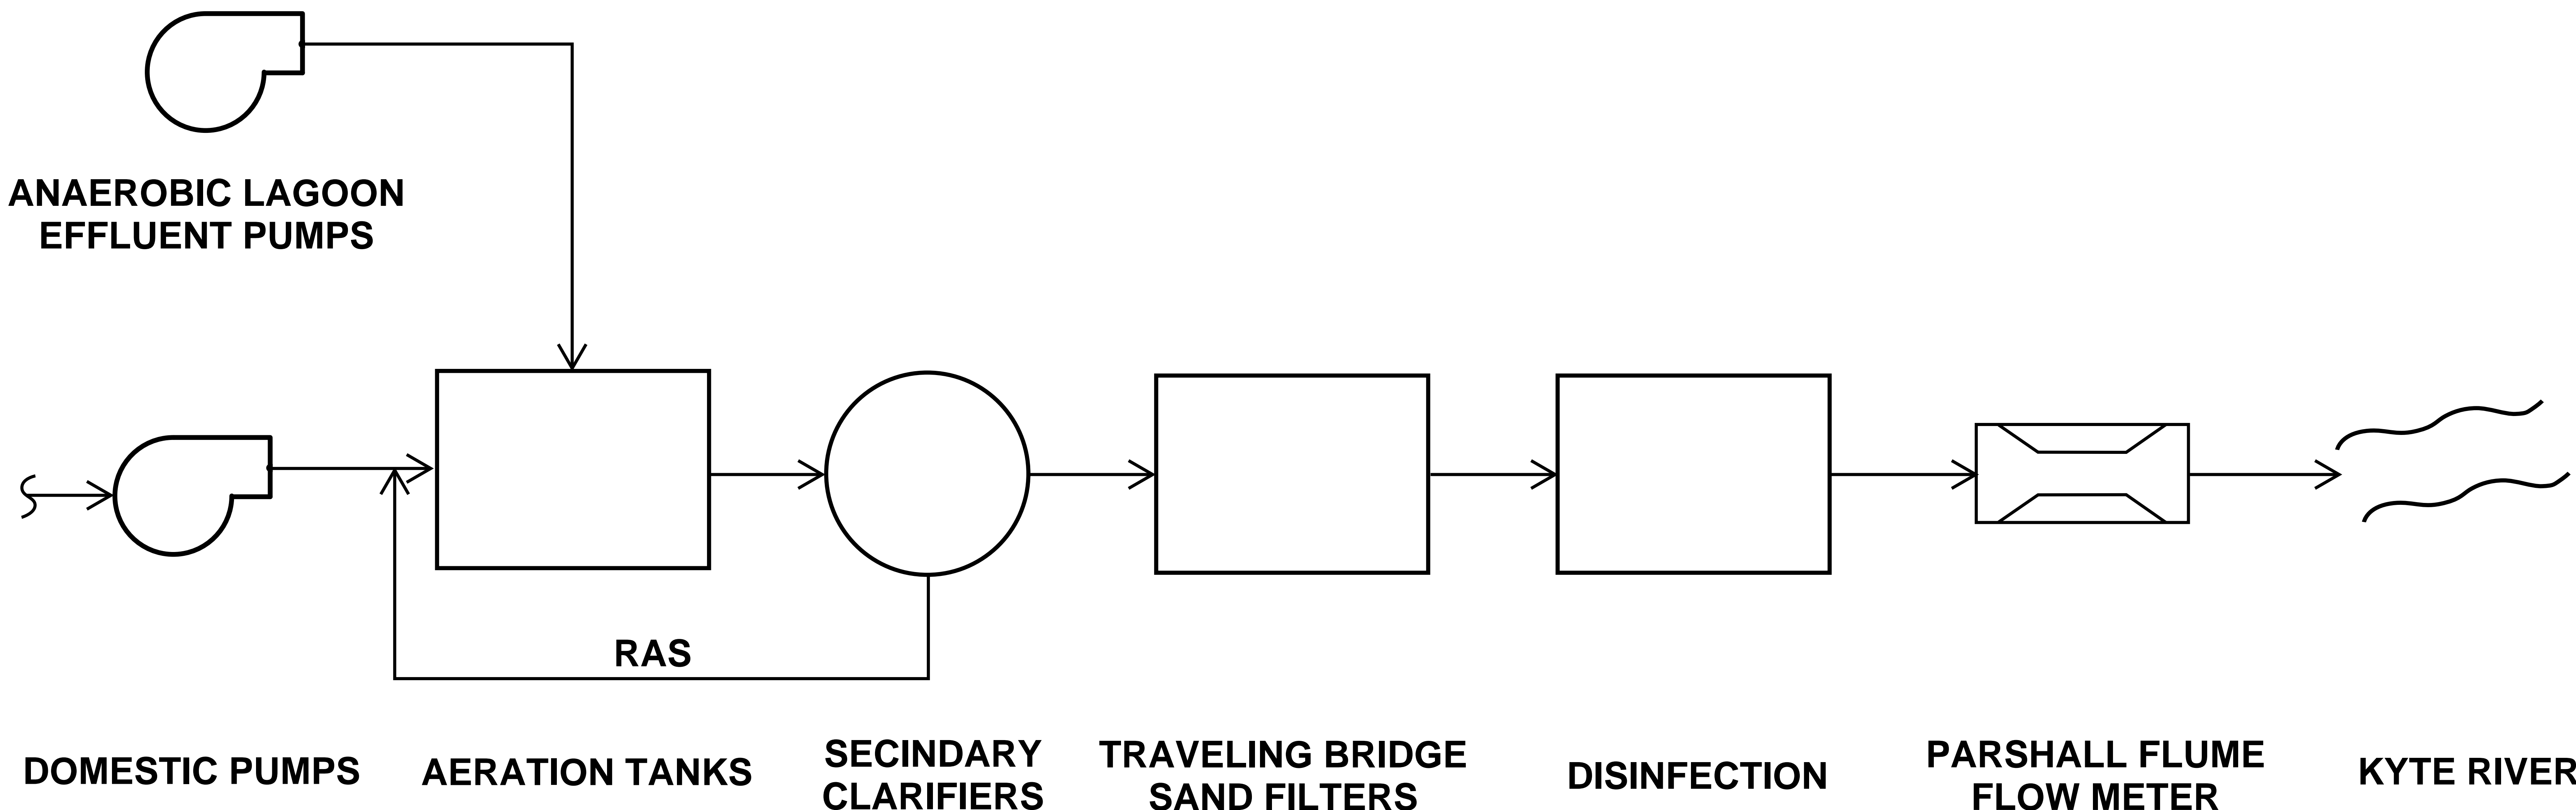 ANAEROBIC LAGOON
EFFLUENT PUMPS
RAS
DOMESTIC PUMPS
AERATION TANKS
SECINDARY
CLARIFIERS
TRAVELING BRIDGE
SAND FILTERS
DISINFECTION
PARSHALL FLUME
FLOW METER
KYTE RIVER